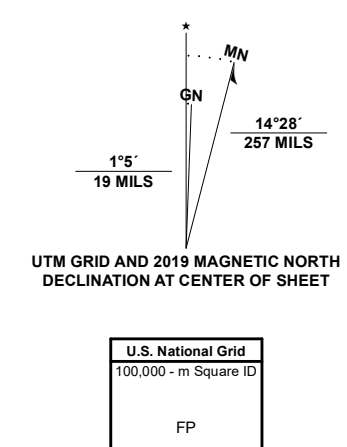 ★
MN
GN
14°28´
257 MILS
1°5´
19 MILS
UTM GRID AND 2019 MAGNETIC NORTH
DECLINATION AT CENTER OF SHEET
U.S. National Grid
100,000 - m Square ID
FP